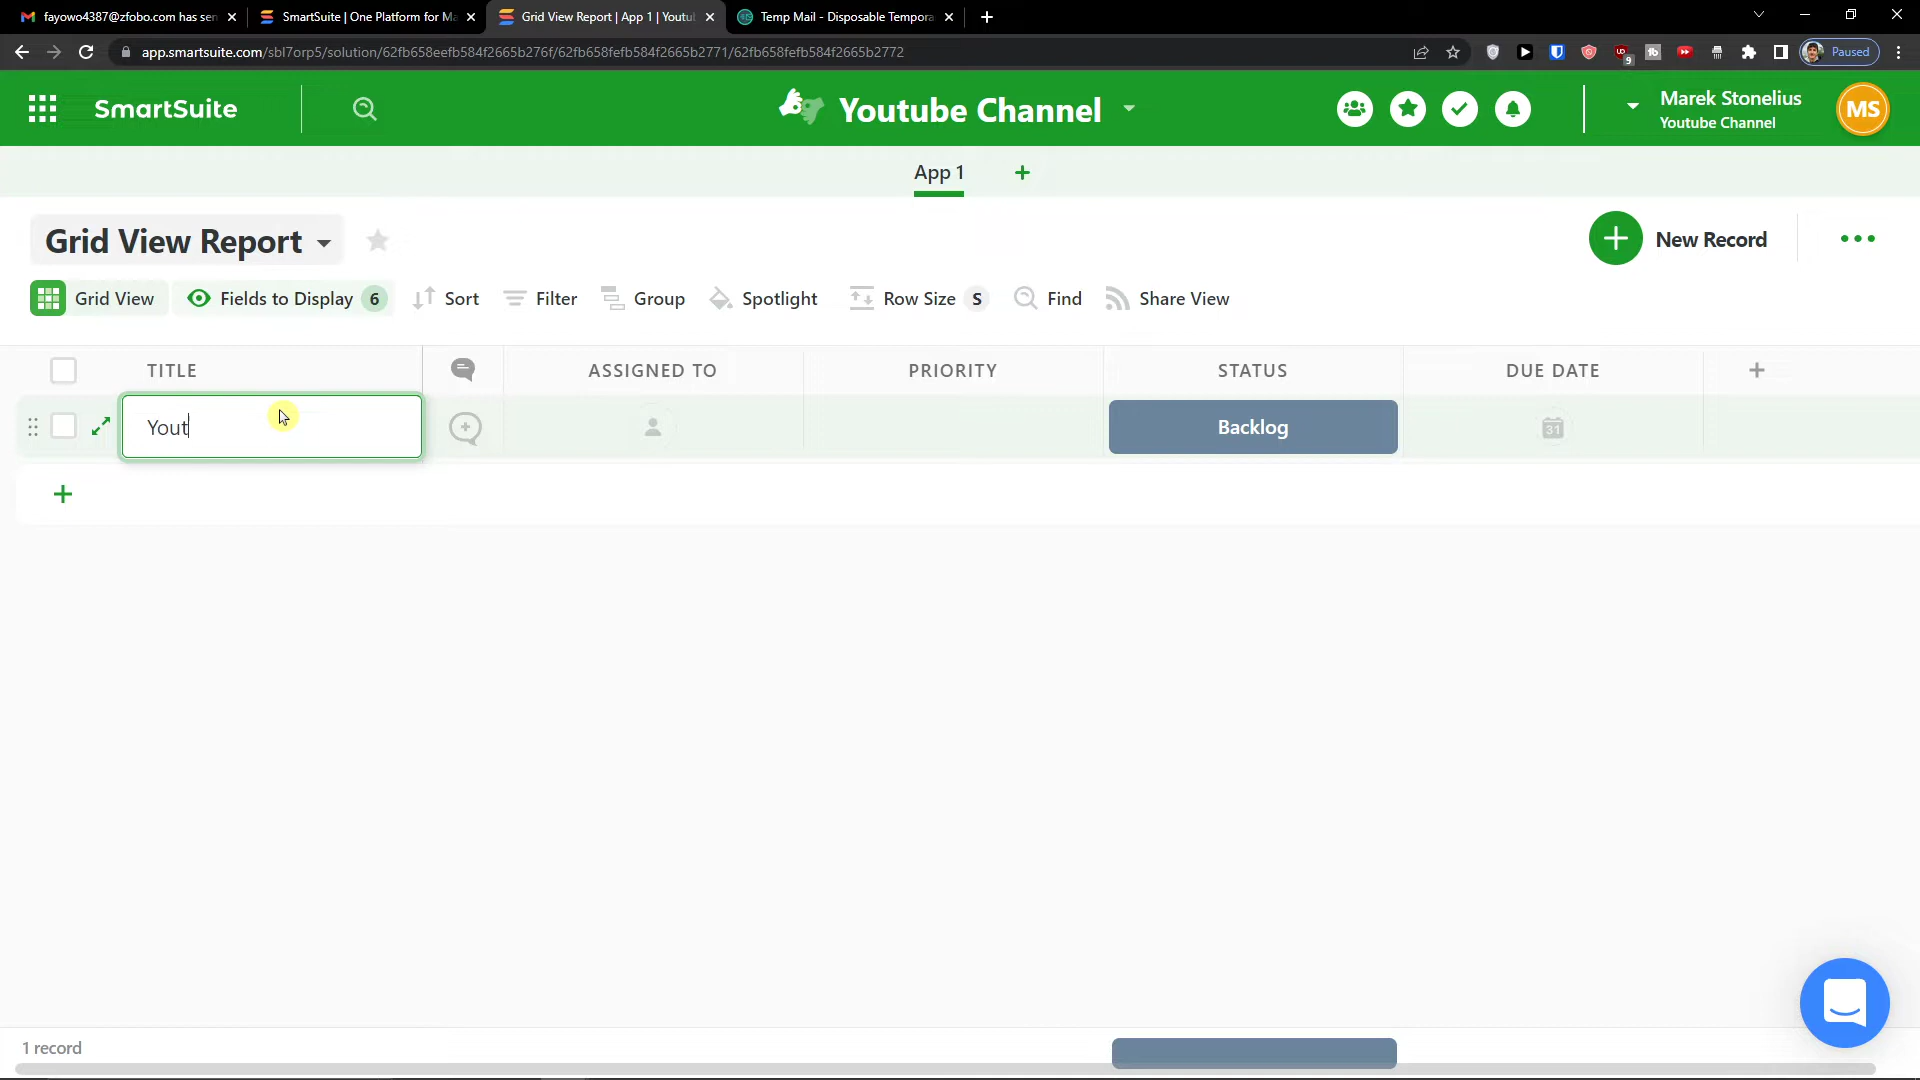 fayowo4387@zfobo.com has sen
SmartSuite | One Platform for Ma
Grid View Report | App 1 | Youtu
Temp Mail - Disposable Tempora
app.smartsuite.com/sbl7orp5/solution/62fb658eefb584f2665b276f/62fb658fefb584f2665b2771/62fb658fefb584f2665b2772
9
Paused
SmartSuite
Youtube Channel
Marek Stonelius
Youtube Channel
MS
App 1
Grid View Report
New Record
Grid View
Fields to Display 6
Sort
Filter
Group
Spotlight
Row Size S
Find
Share View
TITLE
ASSIGNED TO
PRIORITY
STATUS
DUE DATE
Yout
Backlog
31
1 record